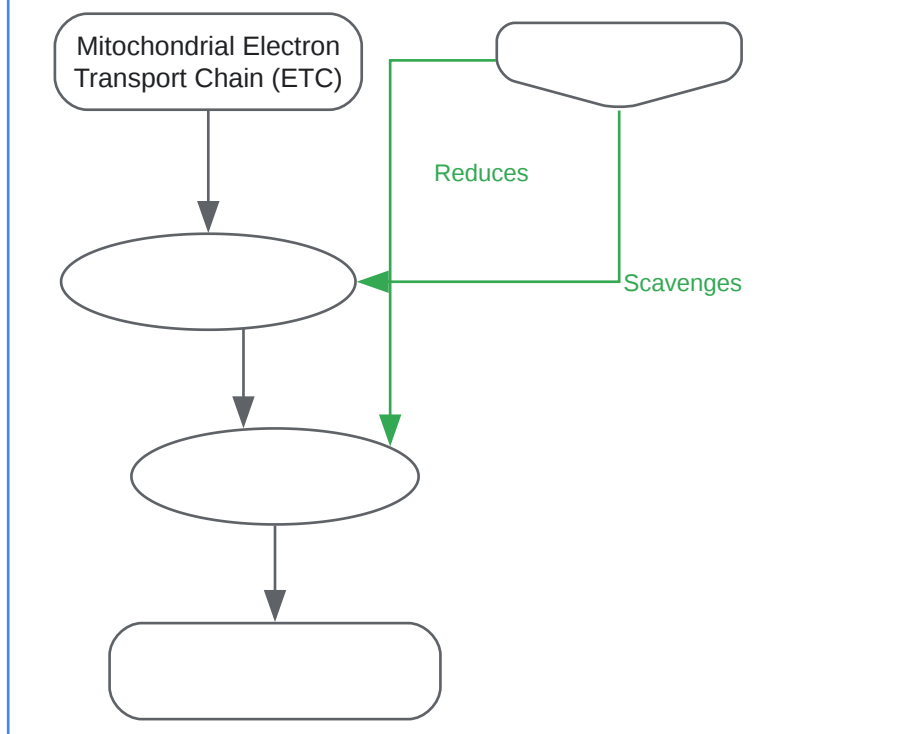 Mitochondrial Electron
Transport Chain (ETC)
Reduces
Scavenges